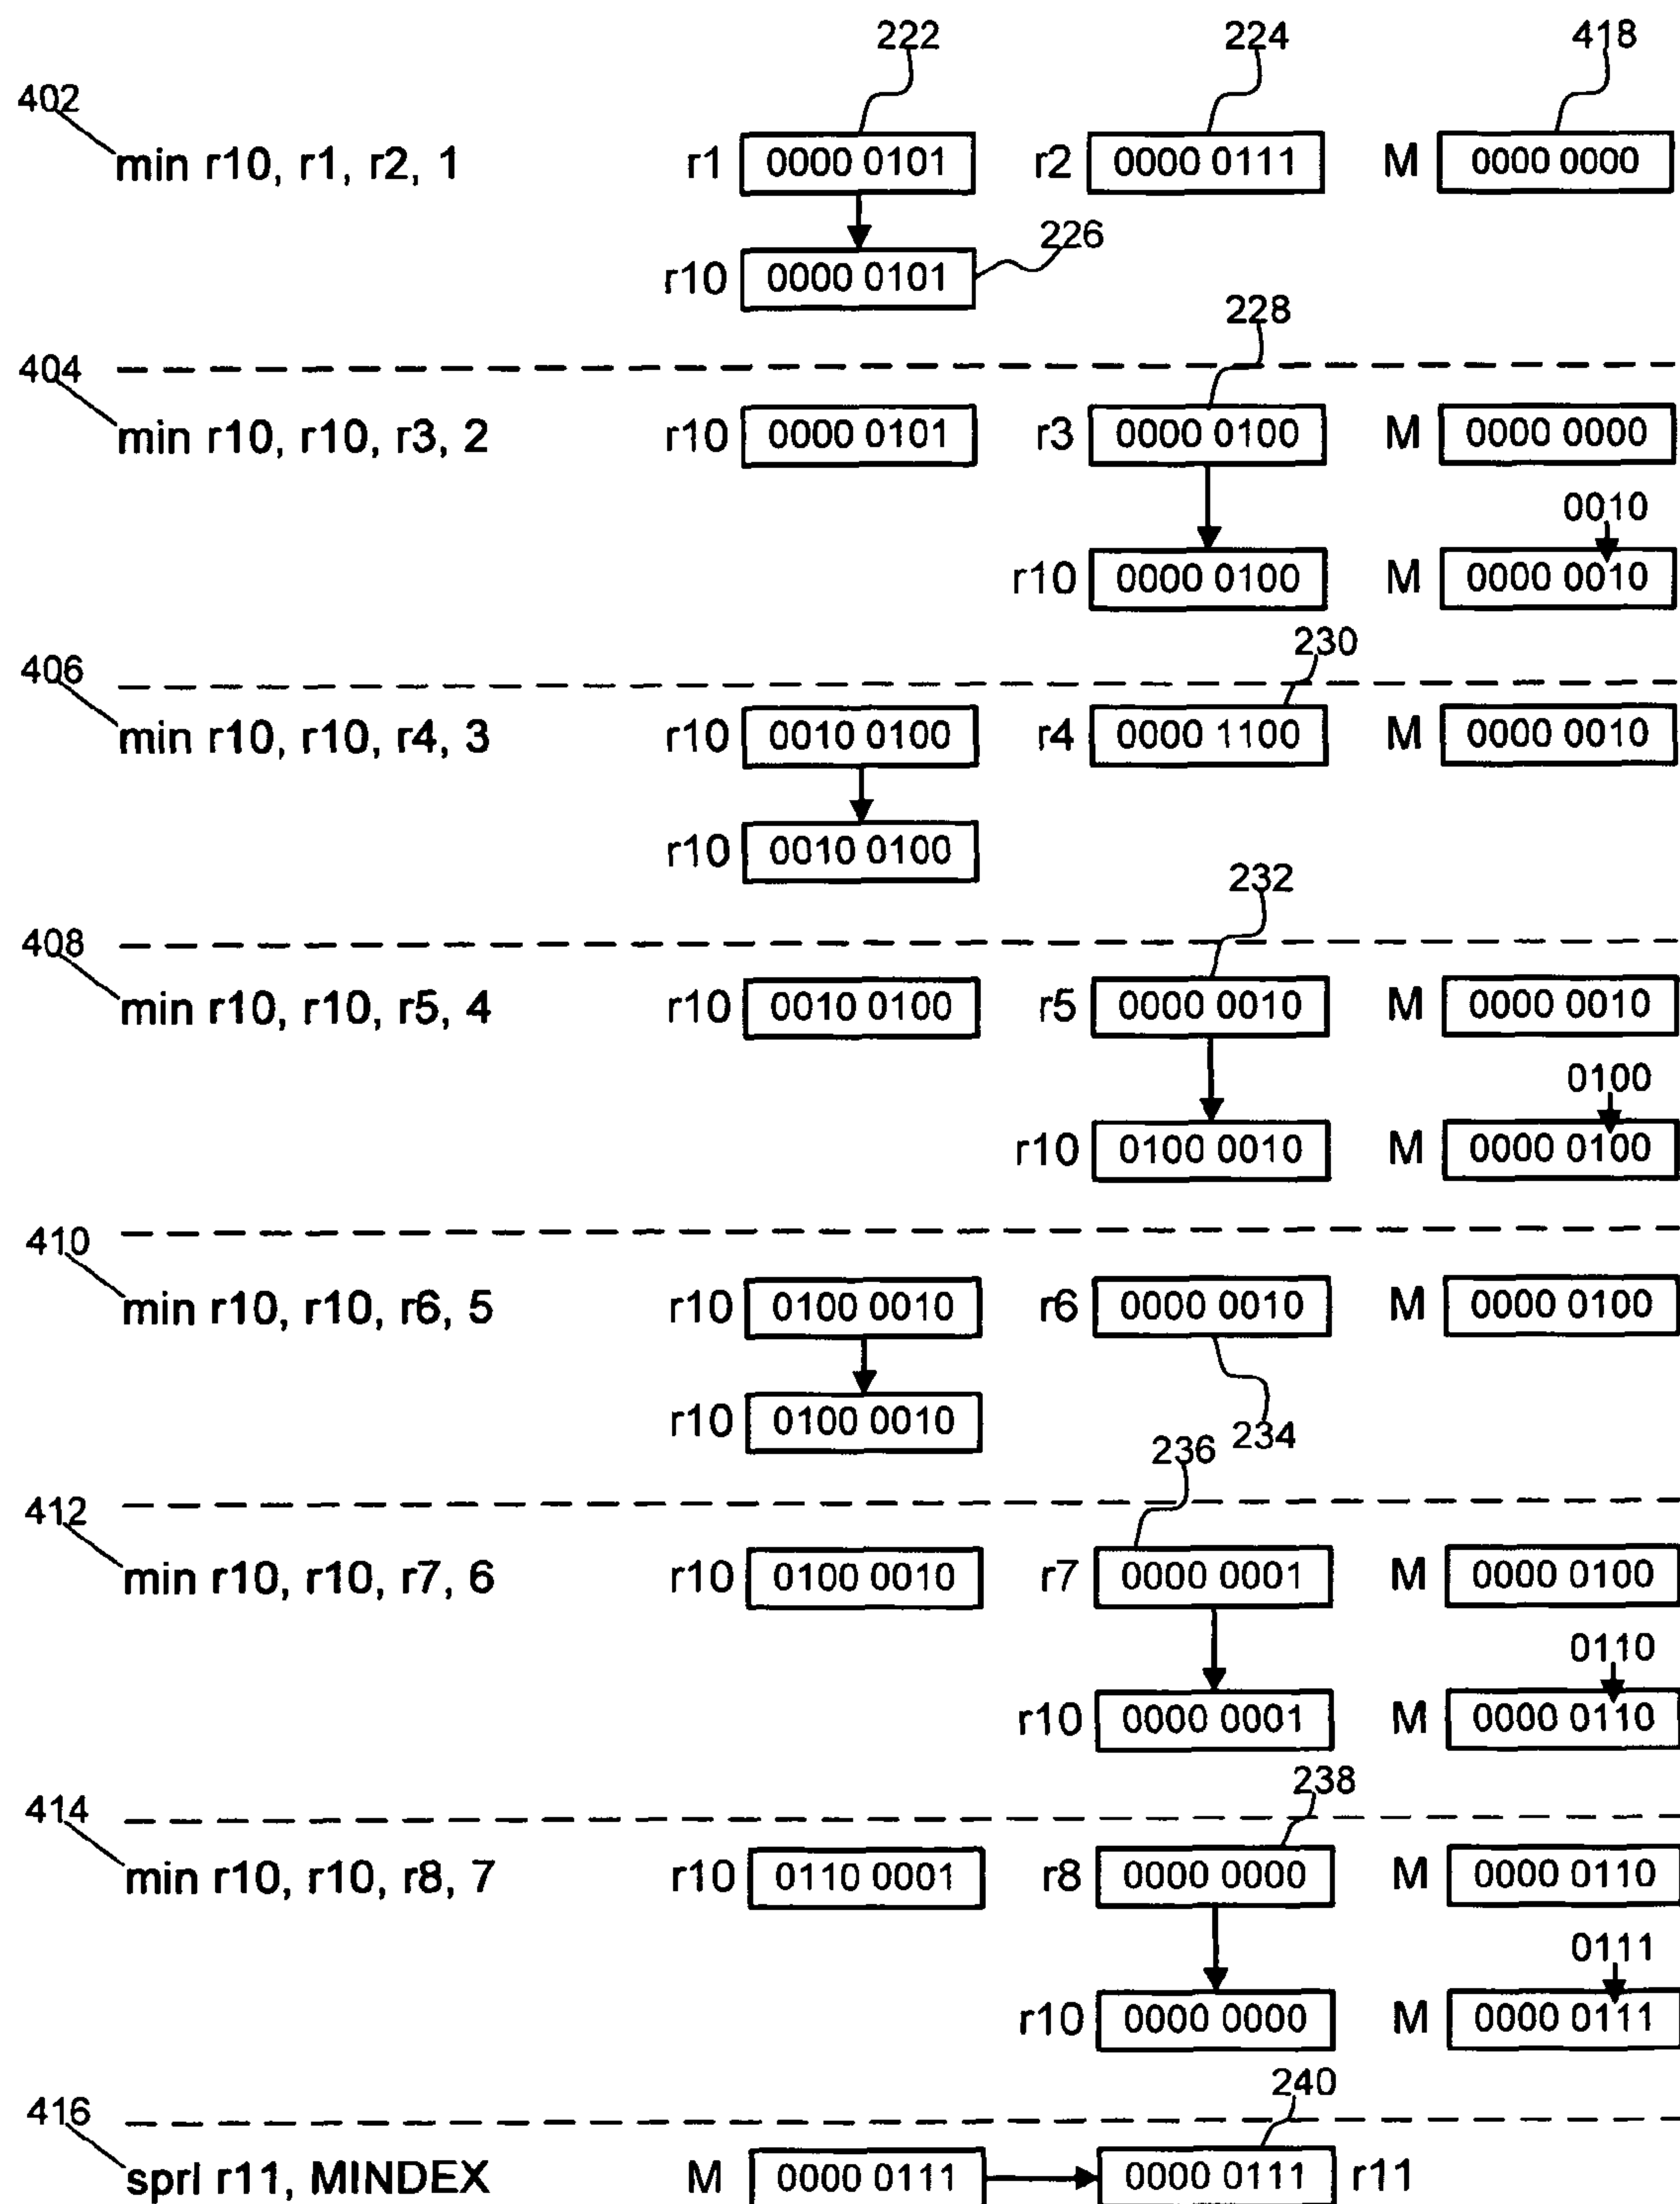 222 224 418
402
min r10, r1, r2, 1 r1 0000 0101 r2 0000 0111 M 0000 0000
226
r10 0000 0101
228
404
min r10, r10, r3, 2 r10 0000 0101 r3 0000 0100 M 0000 0000
0010
r10 0000 0100 M 0000 0010
230
406
min r10, r10, r4, 3 r10 0010 0100 r4 0000 1100 M 0000 0010
r10 0010 0100
232
408
min r10, r10, r5, 4 r10 0010 0100 r5 0000 0010 M 0000 0010
0100
r10 0100 0010 M 0000 0100
410
min r10, r10, r6, 5 r10 0100 0010 r6 0000 0010 M 0000 0100
r10 0100 0010 234
236
412
min r10, r10, r7, 6 r10 0100 0010 r7 0000 0001 M 0000 0100
0110
r10 0000 0001 M 0000 0110
238
414
min r10, r10, r8, 7 r10 0110 0001 r8 0000 0000 M 0000 0110
0111
r10 0000 0000 M 0000 0111
240
416
sprl r11, MINDEX M 0000 0111 0000 0111 r11